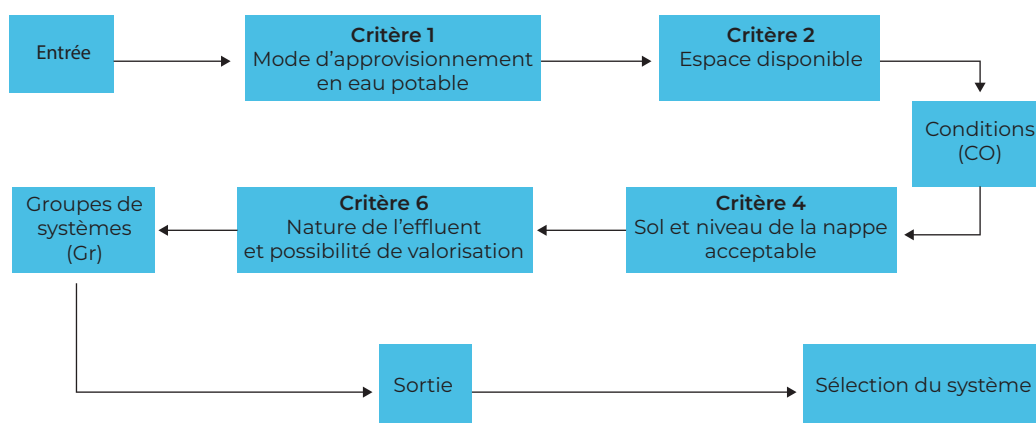 Entrée
Critère 1
Mode d'approvisionnement
en eau potable
Critère 2
Espace disponible
Conditions
(CO)
Critère 4
Sol et niveau de la nappe
acceptable
Critère 6
Nature de l'effluent
et possibilité de valorisation
Groupes de
systèmes
(Gr)
Sortie
Sélection du système